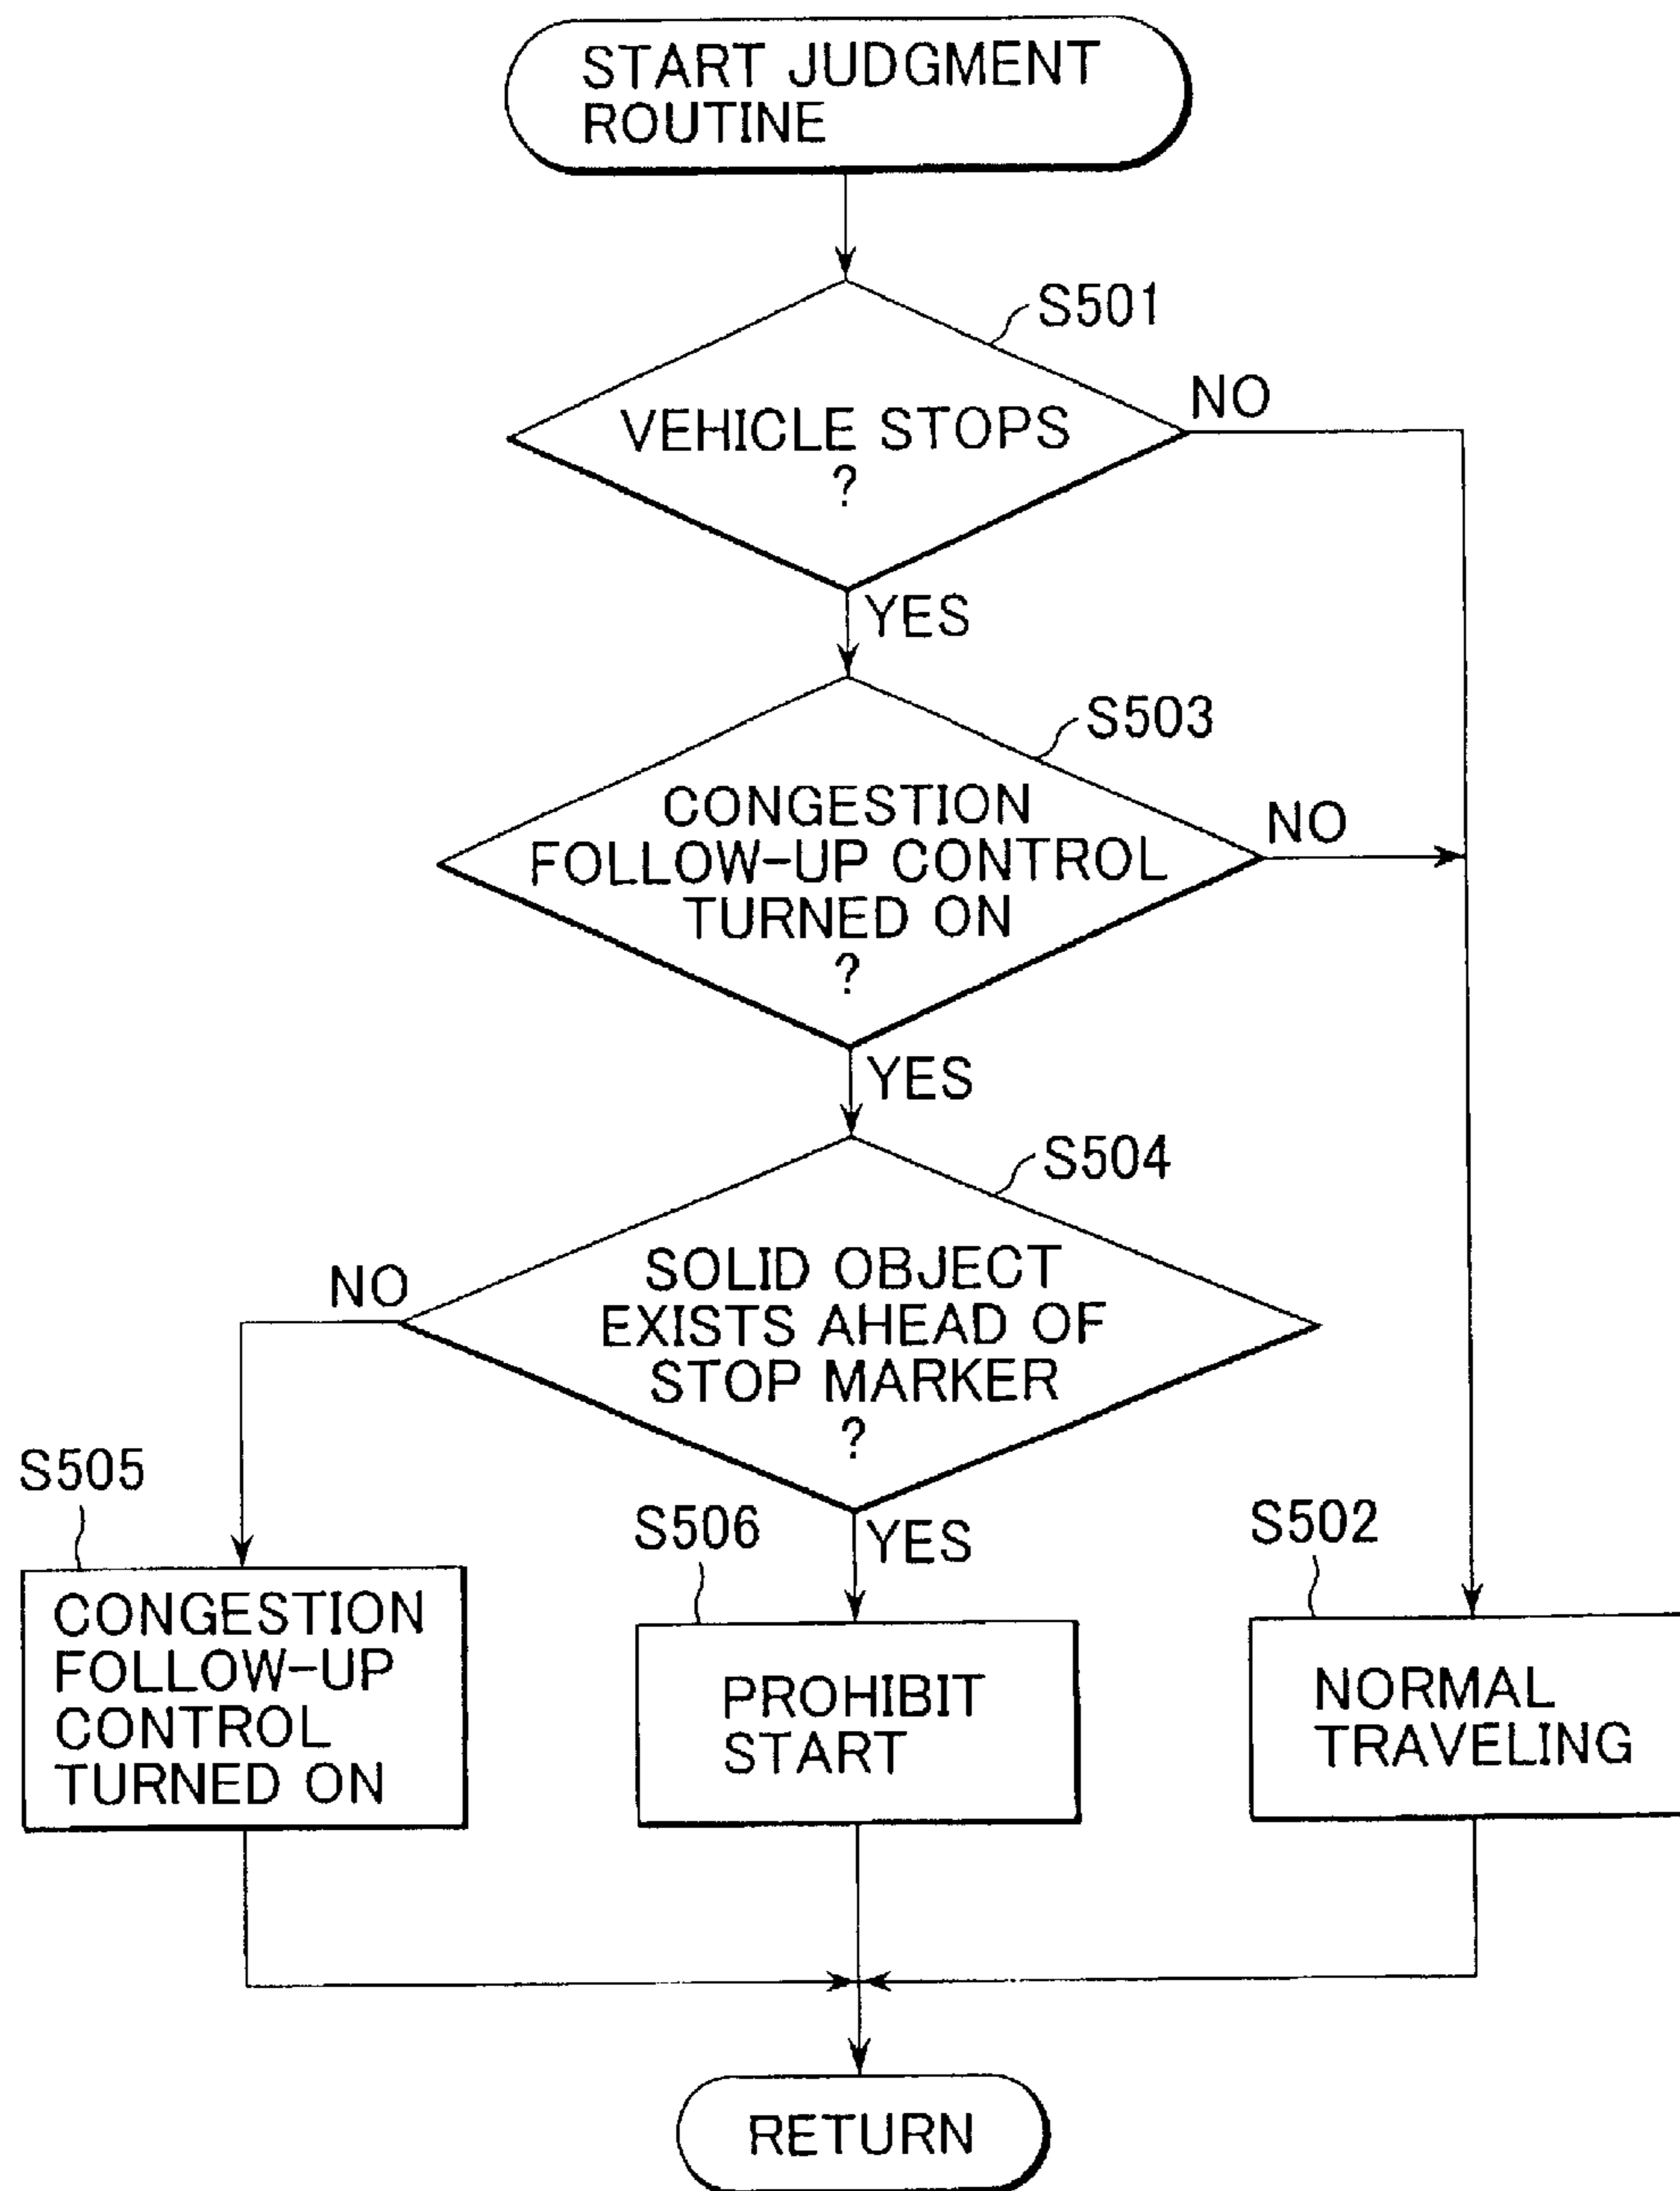 START JUDGMENT
ROUTINE
S501
VEHICLE STOPS
?
NO
YES
S503
CONGESTION
FOLLOW-UP CONTROL
TURNED ON
?
NO
YES
S504
SOLID OBJECT
EXISTS AHEAD OF
STOP MARKER
?
NO
YES
S505
CONGESTION
FOLLOW-UP
CONTROL
TURNED ON
S506
PROHIBIT
START
S502
NORMAL
TRAVELING
RETURN